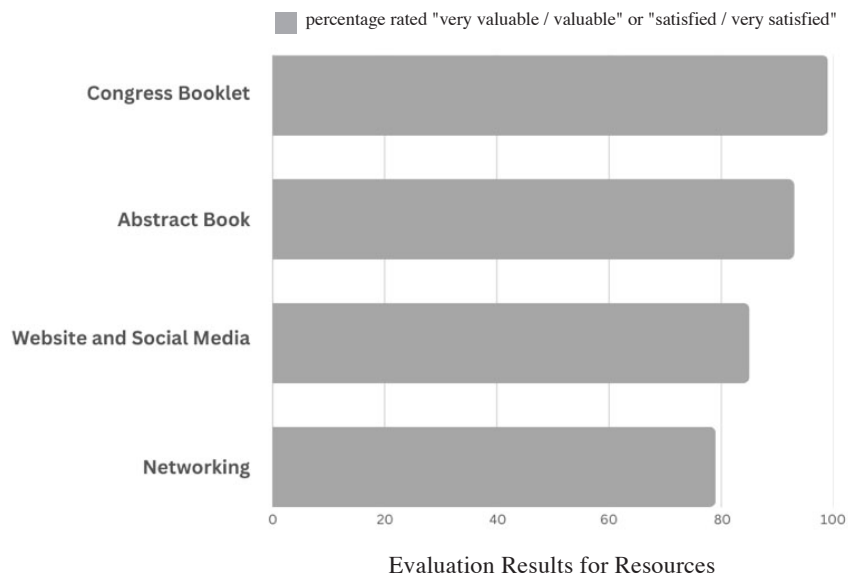 percentage rated "very valuable / valuable" or "satisfied / very satisfied"
Congress Booklet
Abstract Book
Website and Social Media
Networking
0 20 40 60 80 100
Evaluation Results for Resources